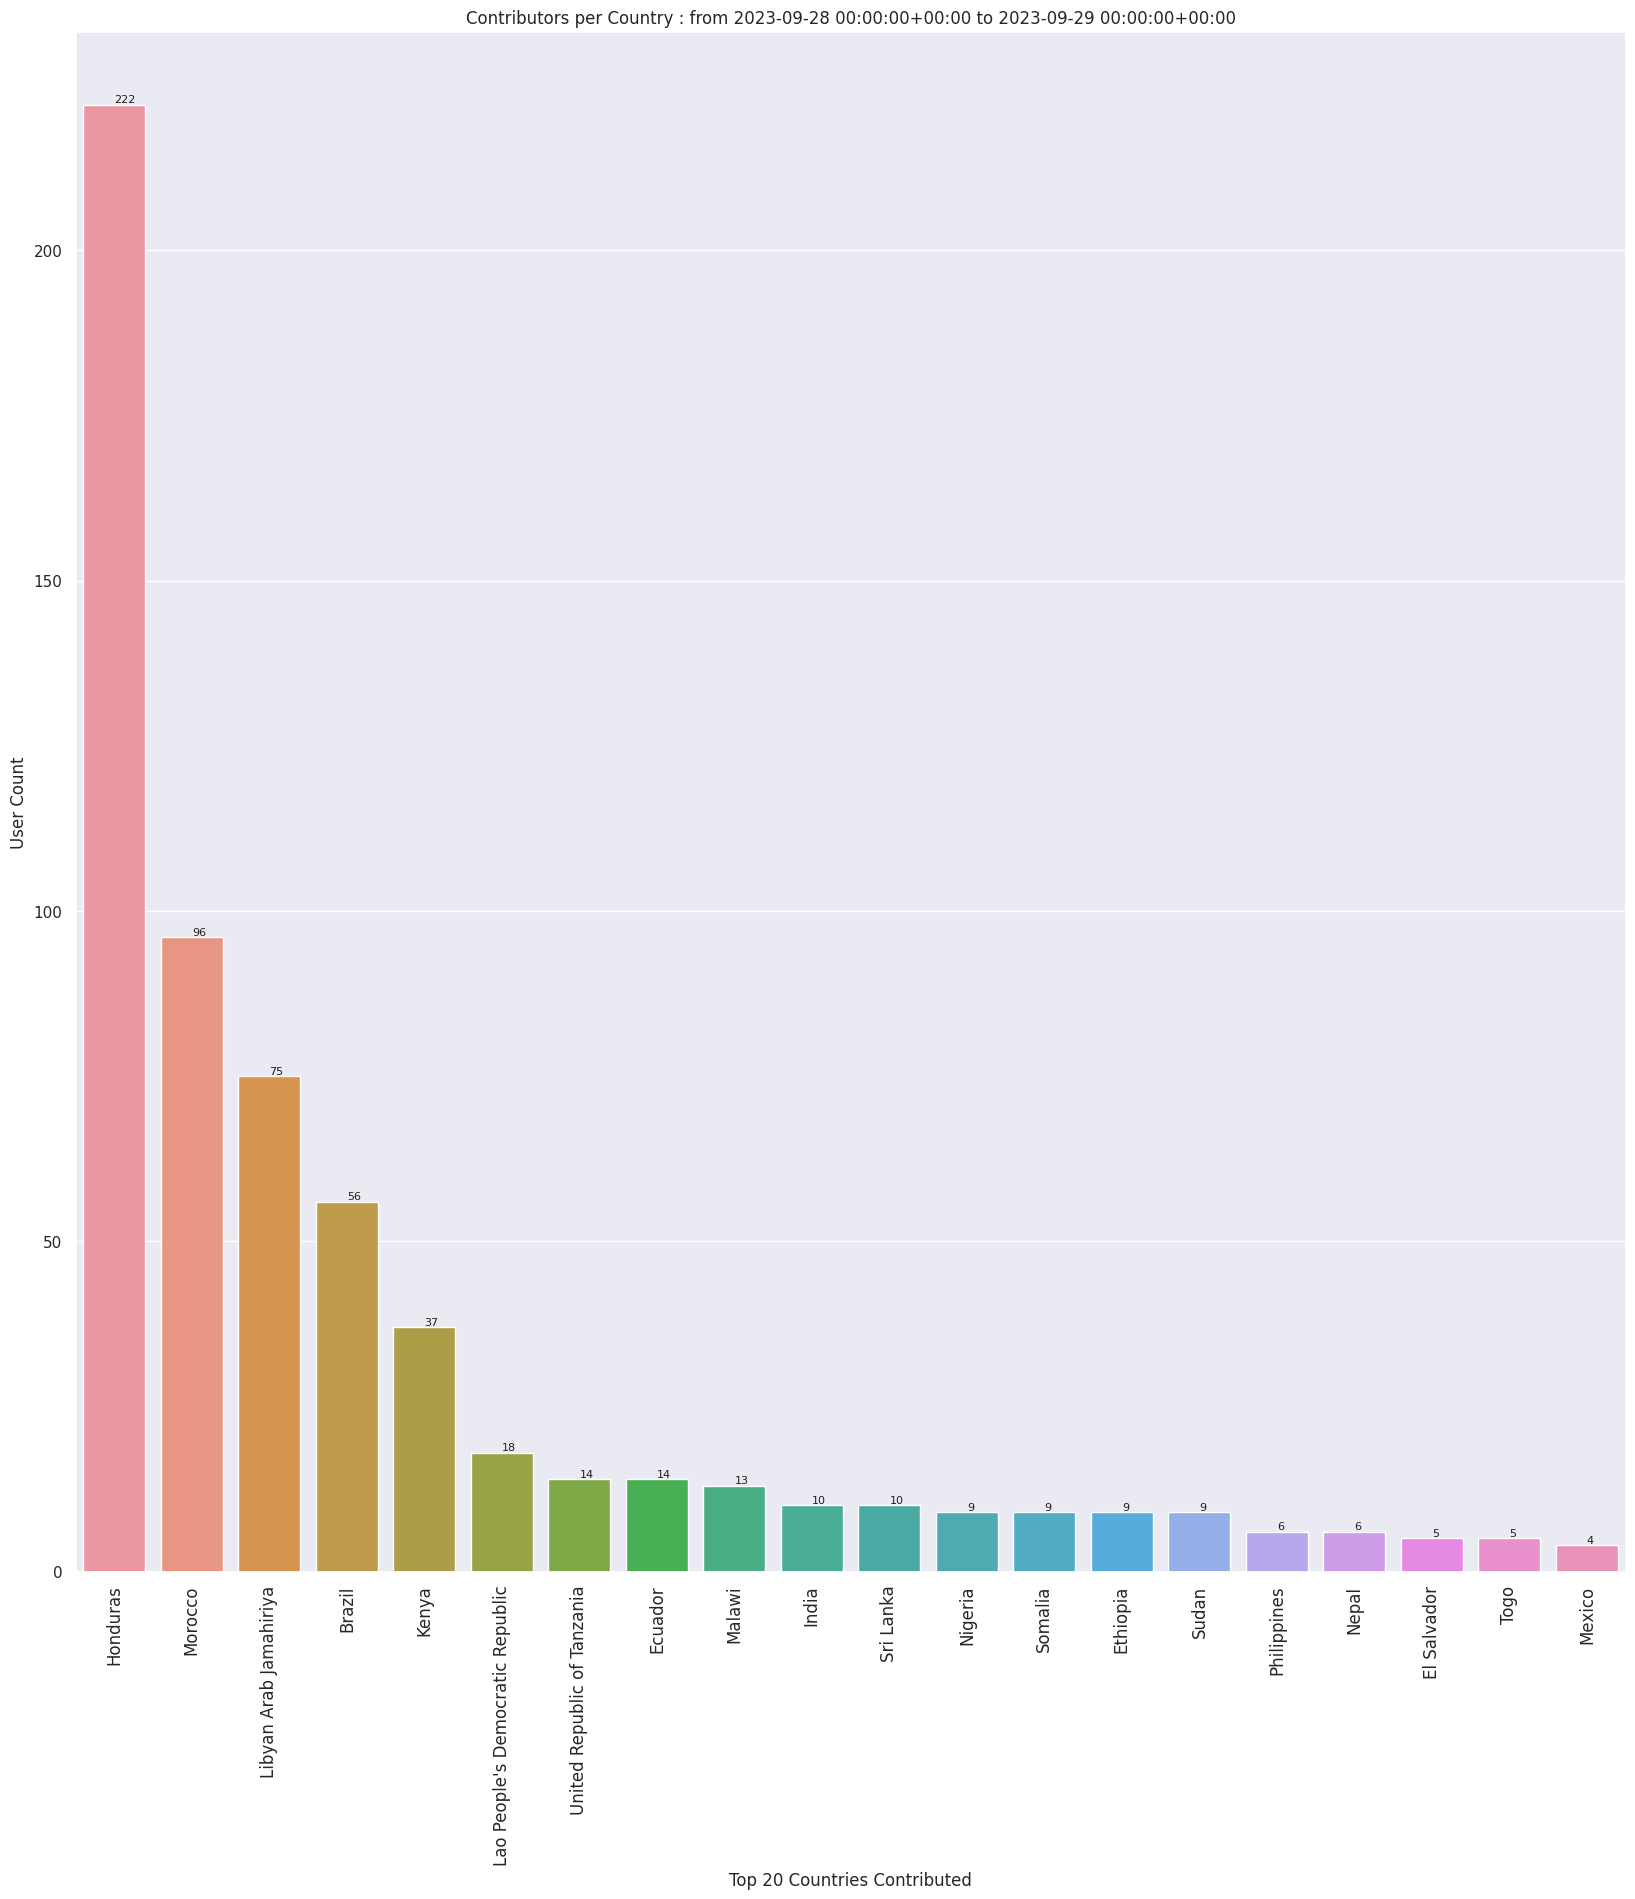 Contributors per Country : from 2023-09-28 00:00:00+00:00 to 2023-09-29 00:00:00+00:00
User Count
200
150
100
50
0
222
96
75
56
37
18
14
14
13
10
10
9
9
9
9
6
6
5
5
4
Honduras
Morocco
Libyan Arab Jamahiriya
Brazil
Kenya
Lao People's Democratic Republic
United Republic of Tanzania
Ecuador
Malawi
India
Sri Lanka
Nigeria
Somalia
Ethiopia
Sudan
Philippines
Nepal
El Salvador
Togo
Mexico
Top 20 Countries Contributed